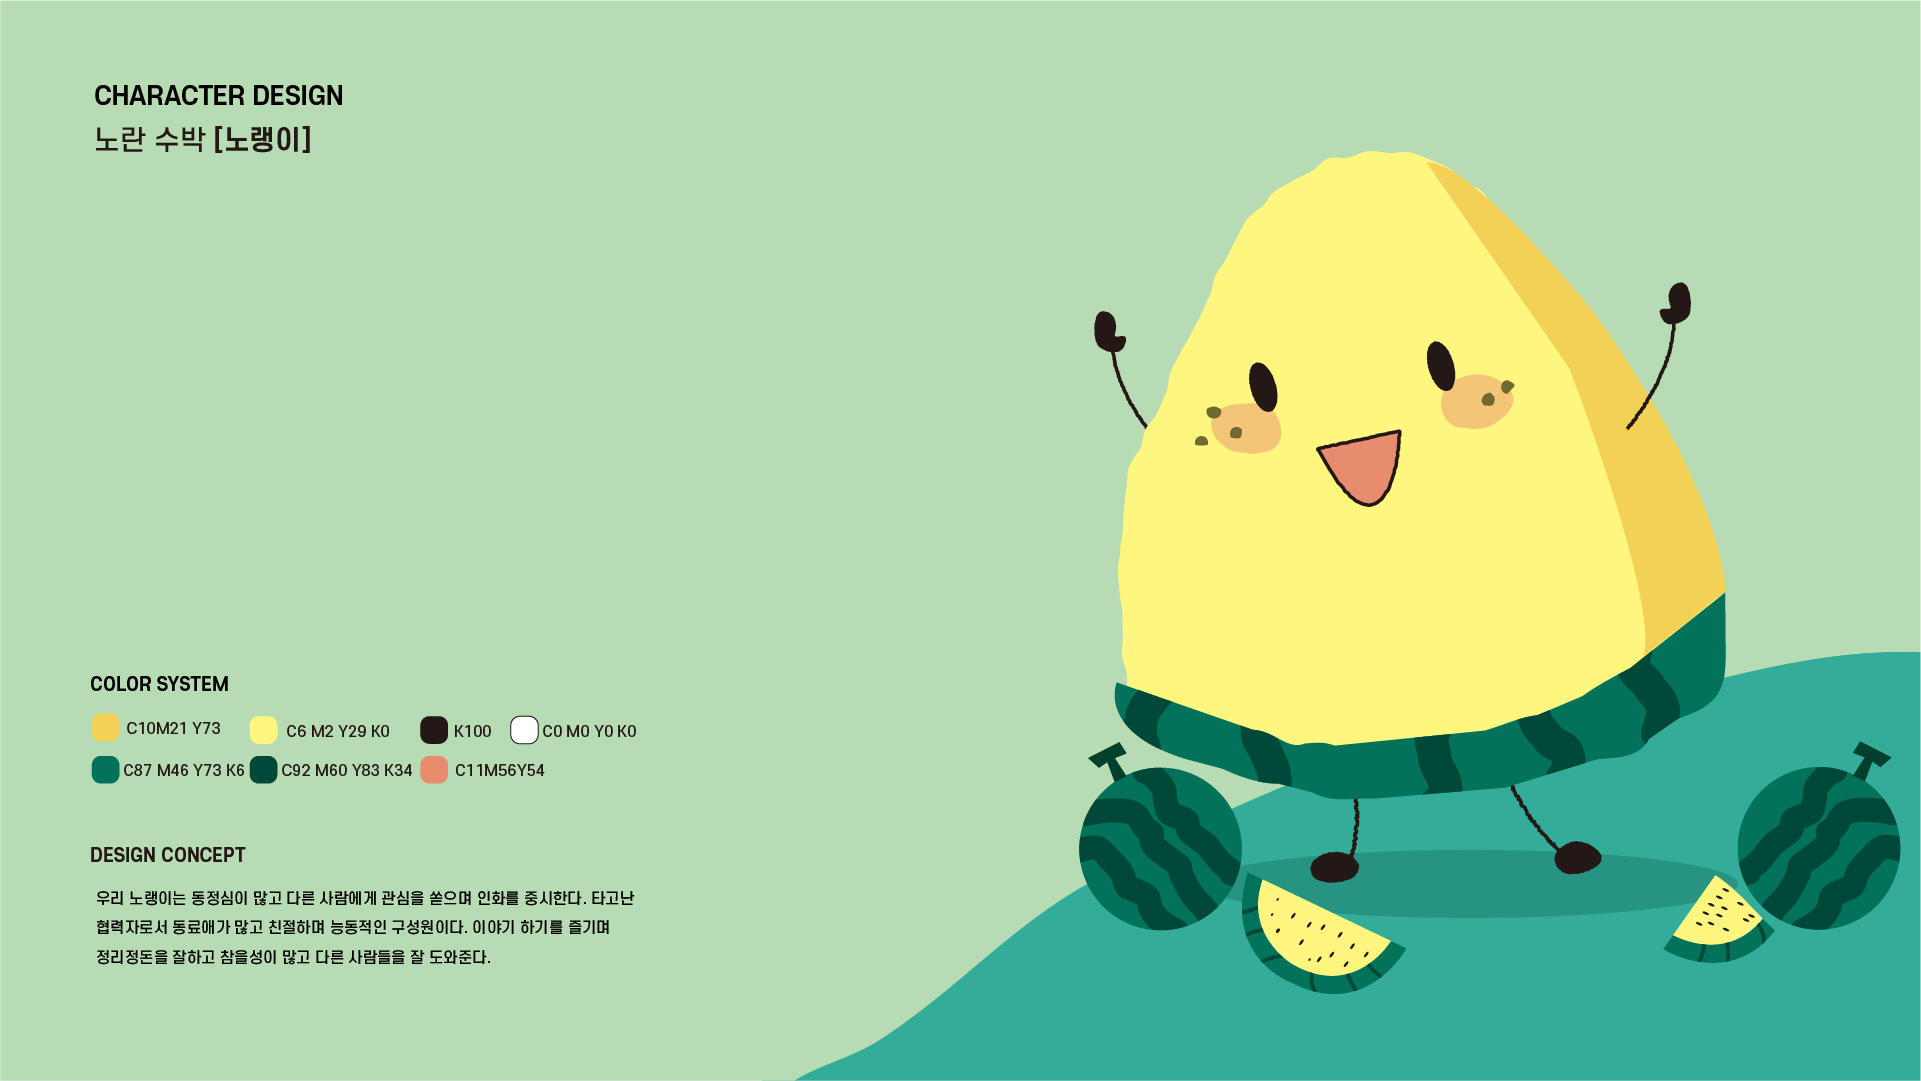 CHARACTER DESIGN
노란 수박 [노랭이]
COLOR SYSTEM
C10M21 Y73 C6 M2 Y29 K0 K100 C0 M0 Y0 K0
C87 M46 Y73 K6 C92 M60 Y83 K34 C11M56Y54
DESIGN CONCEPT
우리 노랭이는 동정심이 많고 다른 사람에게 관심을 쏟으며 인화를 중시한다. 타고난
협력자로서 동료애가 많고 친절하며 능동적인 구성원이다. 이야기 하기를 즐기며
정리정돈을 잘하고 참을성이 많고 다른 사람들을 잘 도와준다.